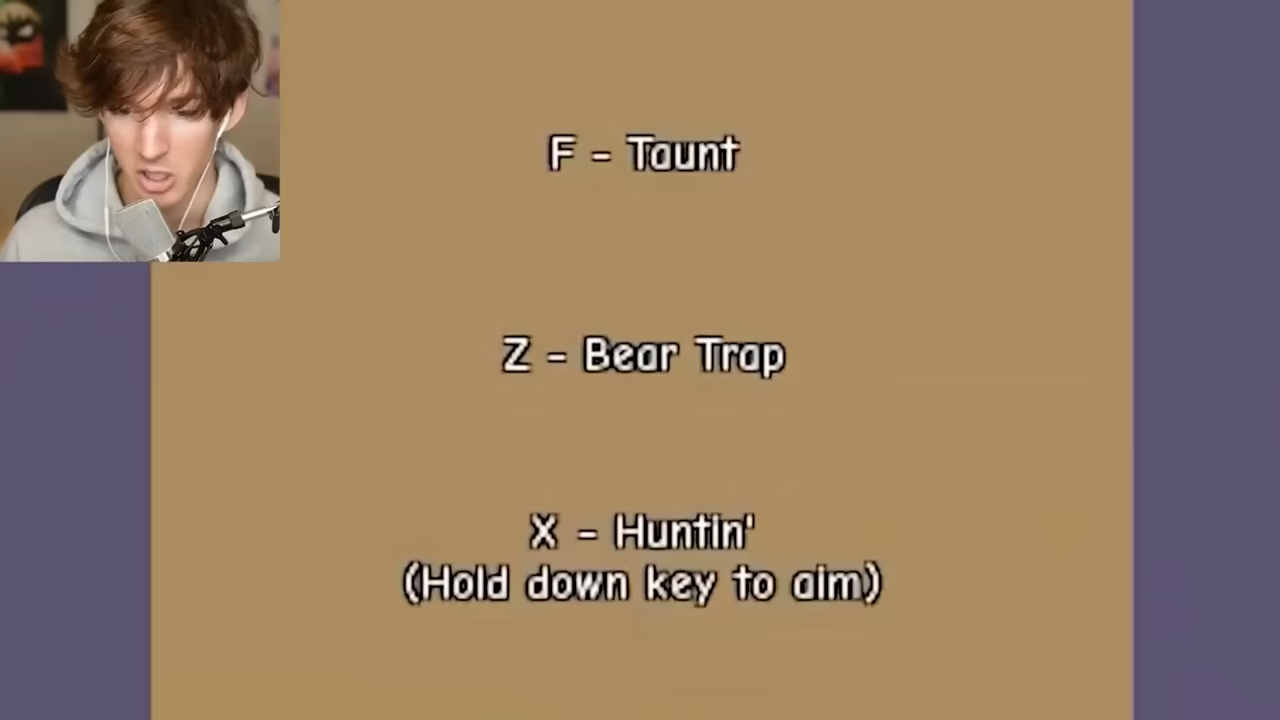 F - Taunt
Z - Bear Trap
X - Huntin'
(Hold down key to aim)